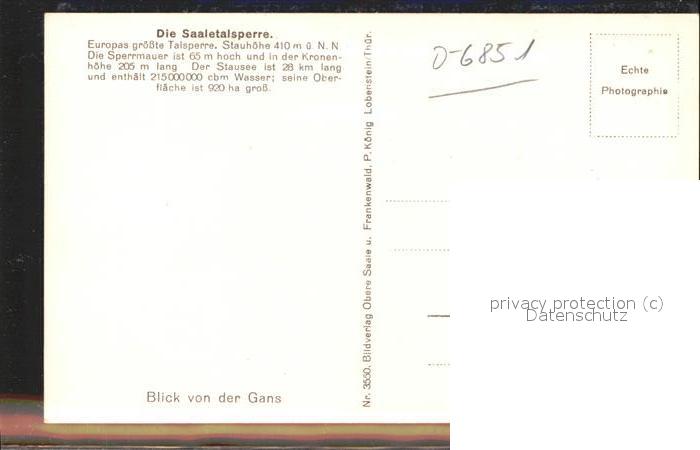 Die Saaletalsperre.
Europas größte Talsperre. Stauhöhe 410 m ü. N. N
Die Sperrmauer ist 65 m hoch und in der Kronen-
höhe 205 m lang Der Stausee ist 28 km lang
und enthält 215000000 cbm Wasser; seine Ober-
fläche ist 920 ha groß.
Blick von der Gans
Nr. 3560. Bildverlag Obere Saale u. Frankenwald, P. König Lobenstein/Thür.
D-6851
Echte
Photographie
privacy protection (c)
Datenschutz